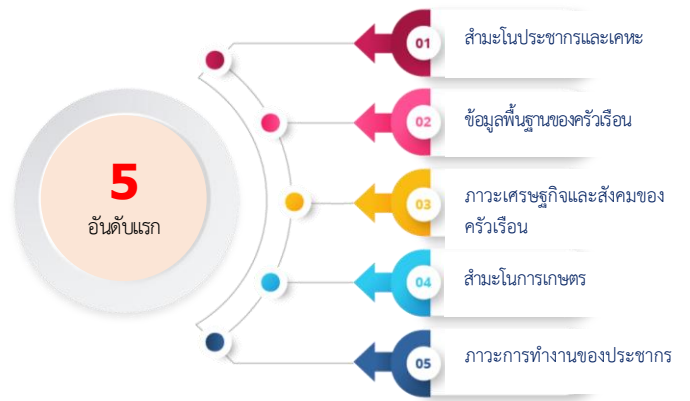 5
อันดับแรก
01
สำมะโนประชากรและเคหะ
02
ข้อมูลพื้นฐานของครัวเรือน
03
ภาวะเศรษฐกิจและสังคมของ
ครัวเรือน
04
สำมะโนการเกษตร
05
ภาวะการทำงานของประชากร